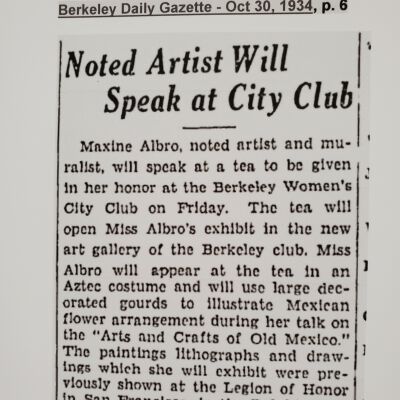 Berkeley Daily Gazette - Oct 30, 1934, p. 6
Noted Artist Will
Speak at City Club
Maxine Albro, noted artist and mu-
ralist, will speak at a tea to be given
in her honor at the Berkeley Women's
City Club on Friday. The tea will
open Miss Albro's exhibit in the new
art gallery of the Berkeley club. Miss
Albro will appear at the tea in an
Aztec costume and will use large dec-
orated gourds to illustrate Mexican
flower arrangement during her talk on
the "Arts and Crafts of Old Mexico."
The paintings lithographs and draw-
ings which she will exhibit were pre-
viously shown at the Legion of Honor
in San Francisco